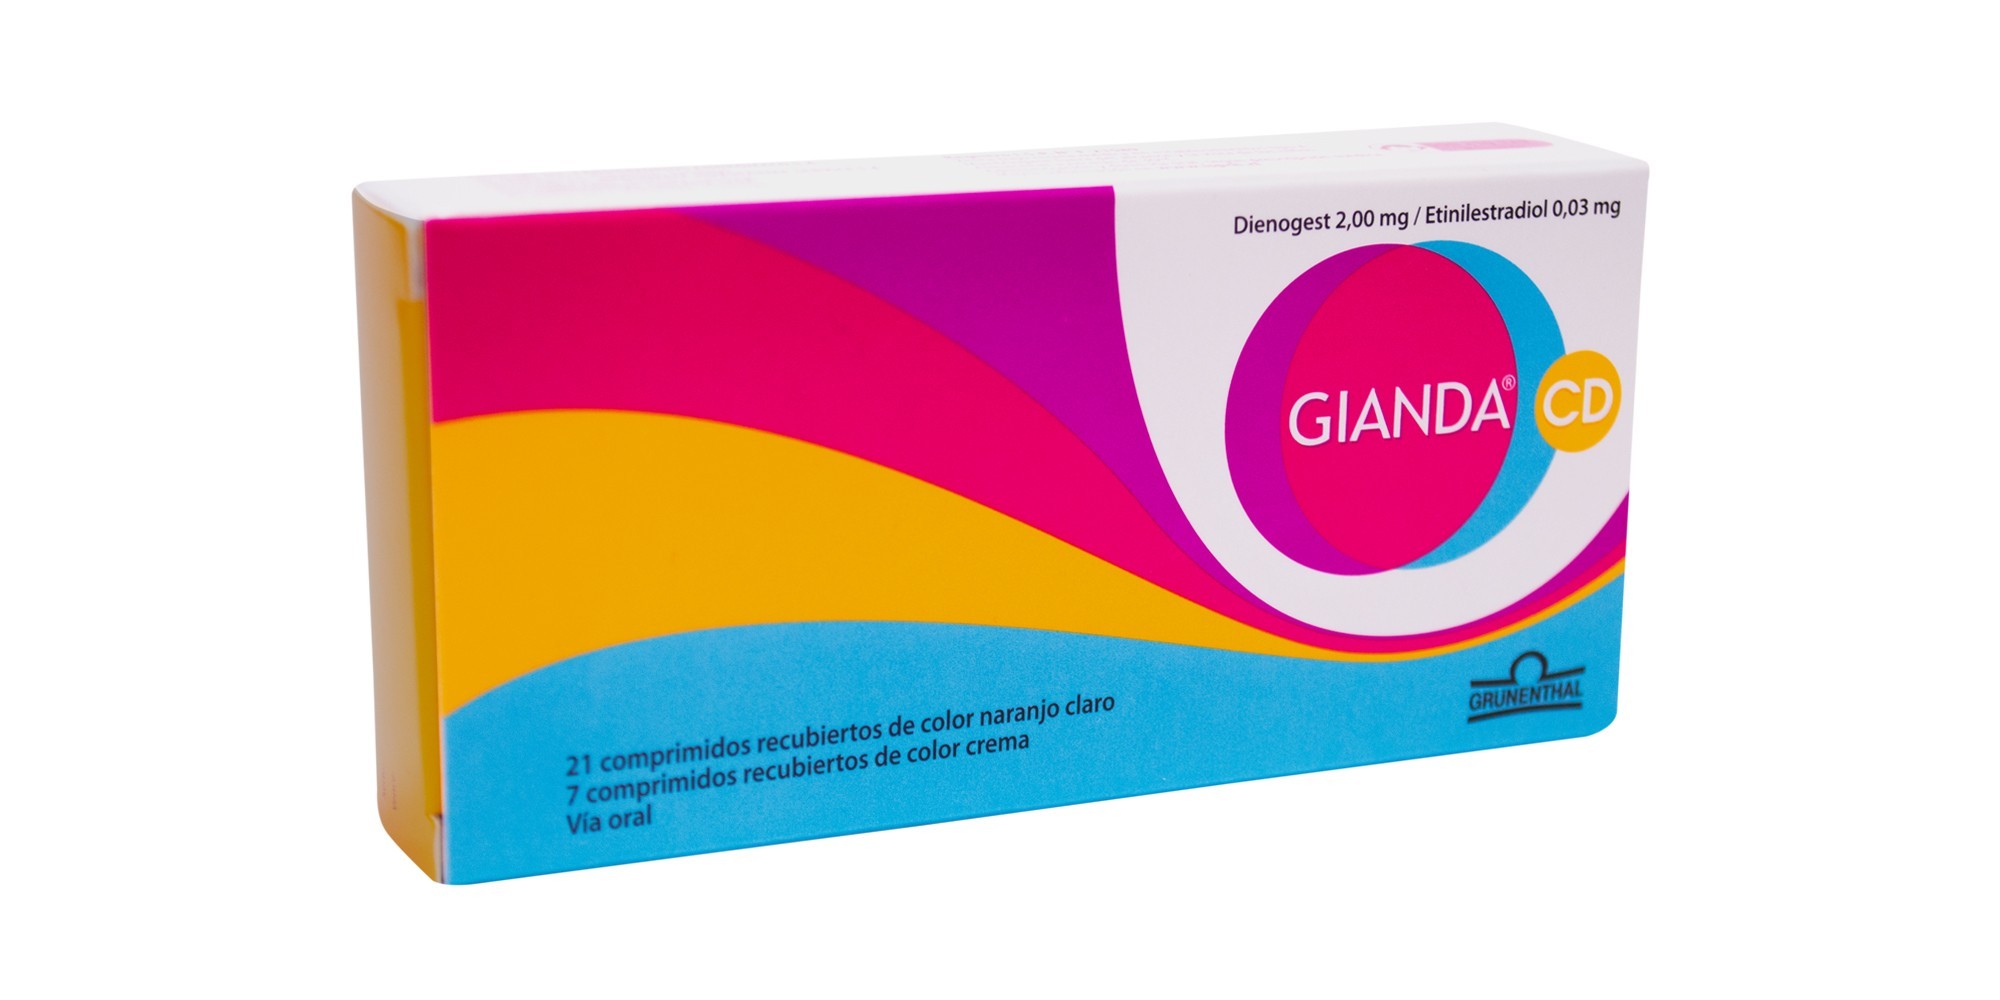 Dienogest 2,00 mg / Etinilestradiol 0,03 mg
GIANDA® CD
GRUNENTHAL
21 comprimidos recubiertos de color naranjo claro
7 comprimidos recubiertos de color crema
Vía oral